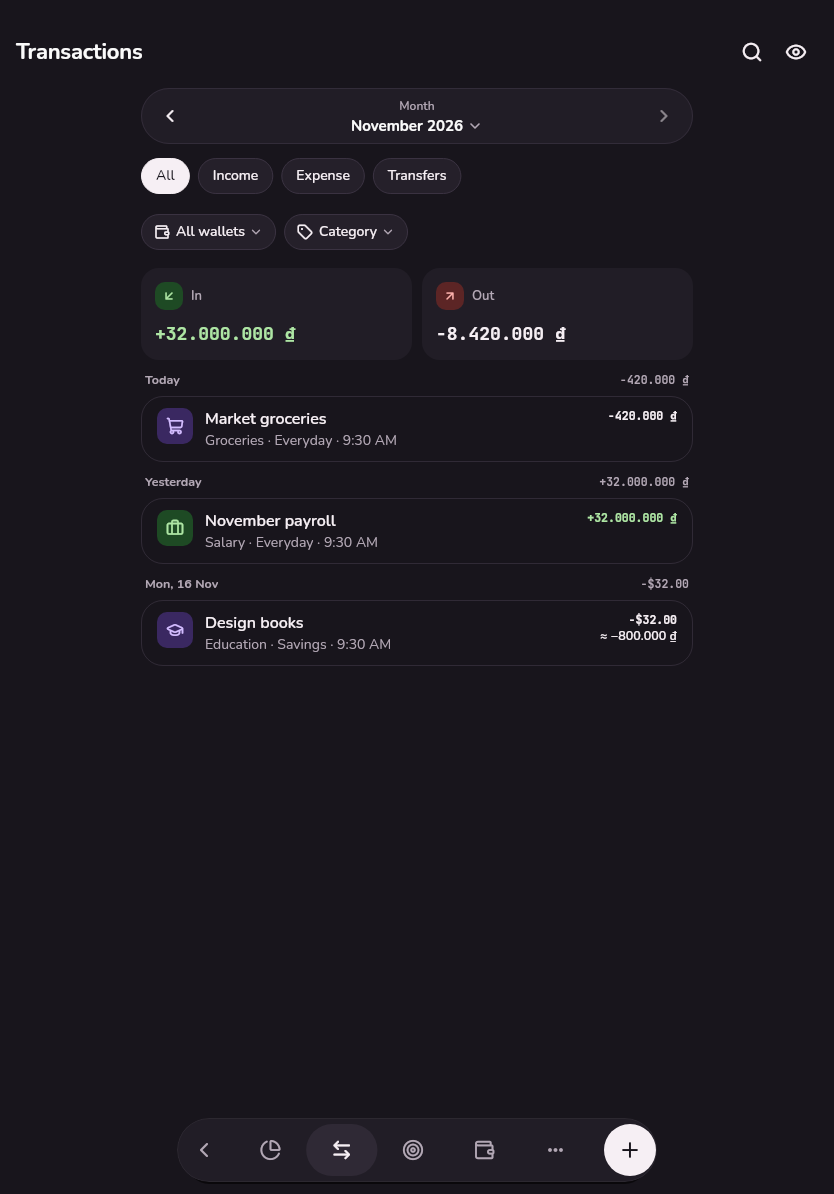 Transactions
Month
November 2026
All
Income
Expense
Transfers
All wallets
Category
In
+32.000.000 ₫
Out
-8.420.000 ₫
Today
-420.000 ₫
Market groceries
-420.000 ₫
Groceries · Everyday · 9:30 AM
Yesterday
+32.000.000 ₫
November payroll
+32.000.000 ₫
Salary · Everyday · 9:30 AM
Mon, 16 Nov
-$32.00
Design books
-$32.00
≈ −800.000 ₫
Education · Savings · 9:30 AM